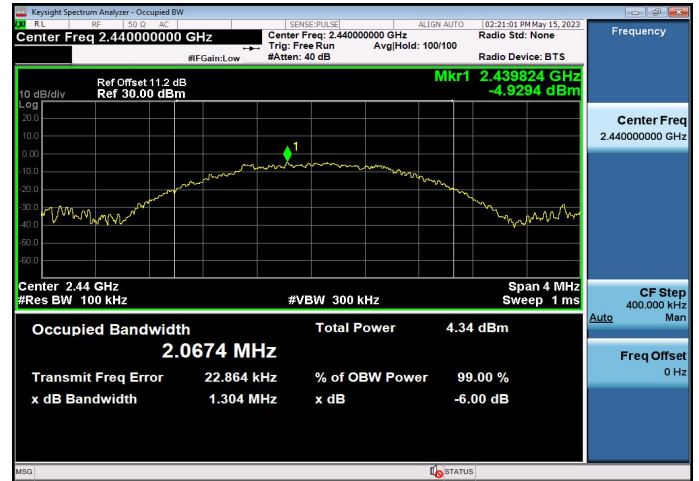 Keysight Spectrum Analyzer - Occupied BW
RL RF 50 Ω AC SENSE:PULSE ALIGN AUTO 02:21:01 PM May 15, 2023
Center Freq 2.440000000 GHz
Center Freq: 2.440000000 GHz Radio Std: None
Trig: Free Run Avg|Hold: 100/100
#IFGain:Low #Atten: 40 dB Radio Device: BTS
Frequency
Mkr1 2.439824 GHz
-4.9294 dBm
Ref Offset 11.2 dB
10 dB/div Ref 30.00 dBm
Log
20.0
10.0
0.00
-10.0
-20.0
-30.0
-40.0
-50.0
-60.0
1
Center 2.44 GHz Span 4 MHz
#Res BW 100 kHz #VBW 300 kHz Sweep 1 ms
Occupied Bandwidth Total Power 4.34 dBm
2.0674 MHz
Transmit Freq Error 22.864 kHz % of OBW Power 99.00 %
x dB Bandwidth 1.304 MHz x dB -6.00 dB
Center Freq
2.440000000 GHz
CF Step
400.000 kHz
Auto Man
Freq Offset
0 Hz
MSG STATUS